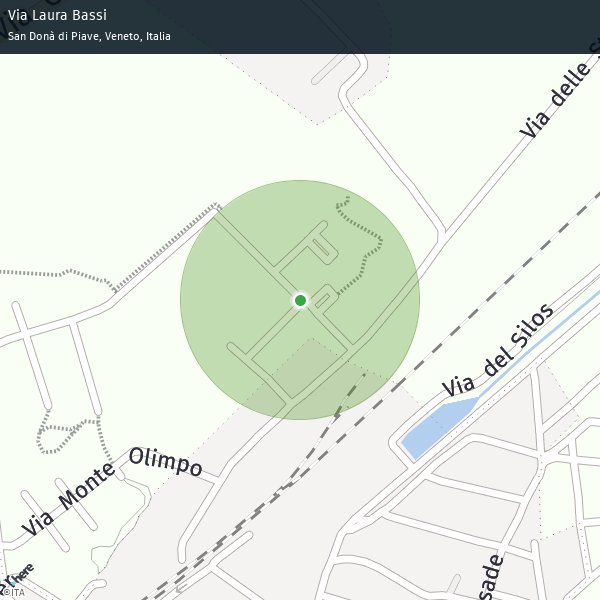 Via Laura Bassi
San Donà di Piave, Veneto, Italia
Via delle
Via del Silos
Via Monte Olimpo
sade
here
©ITA